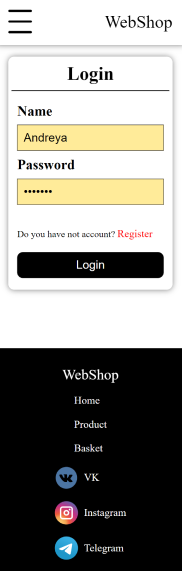 WebShop
Login
Name
Andreya
Password
•••••••
Do you have not account? Register
Login
WebShop
Home
Product
Basket
VK
Instagram
Telegram